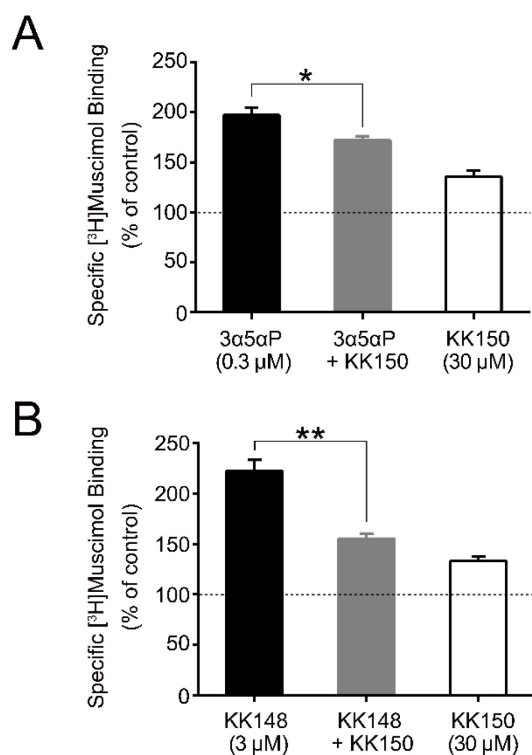 A
Specific [³H]Muscimol Binding
(% of control)
250
200
150
100
50
0
*
3α5αP
(0.3 µM)
3α5αP
+ KK150
KK150
(30 µM)
B
Specific [³H]Muscimol Binding
(% of control)
250
200
150
100
50
0
**
KK148
(3 µM)
KK148
+ KK150
KK150
(30 µM)